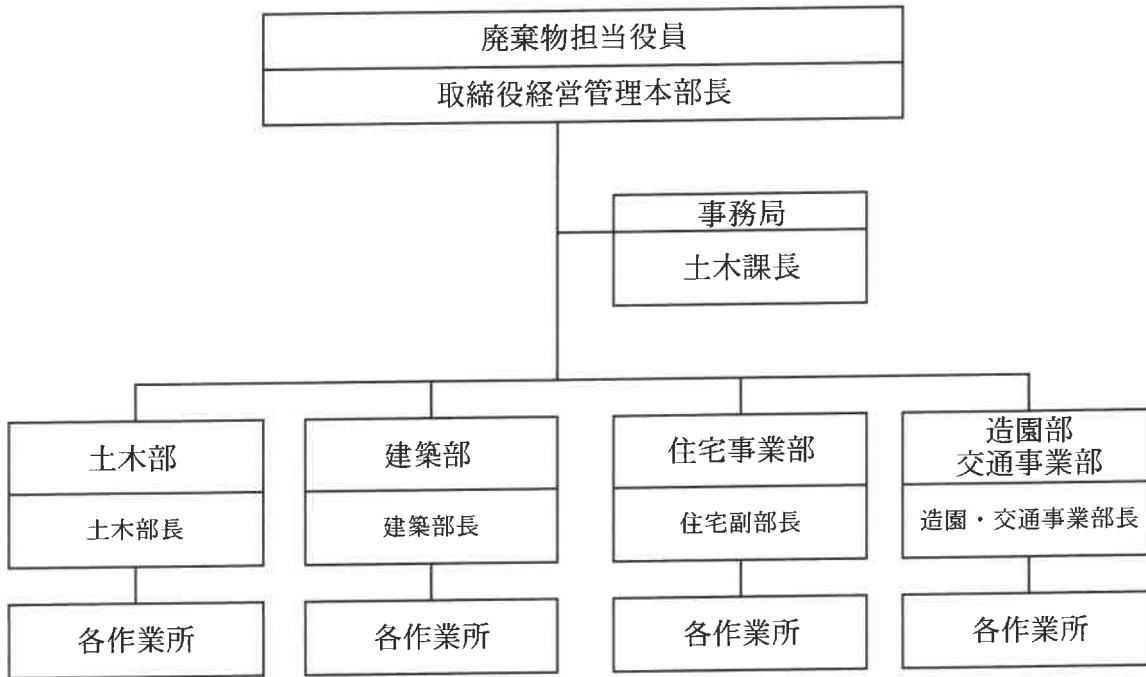 廃棄物担当役員
取締役経営管理本部長
事務局
土木課長
土木部
土木部長
各作業所
建築部
建築部長
各作業所
住宅事業部
住宅副部長
各作業所
造園部
交通事業部
造園・交通事業部長
各作業所